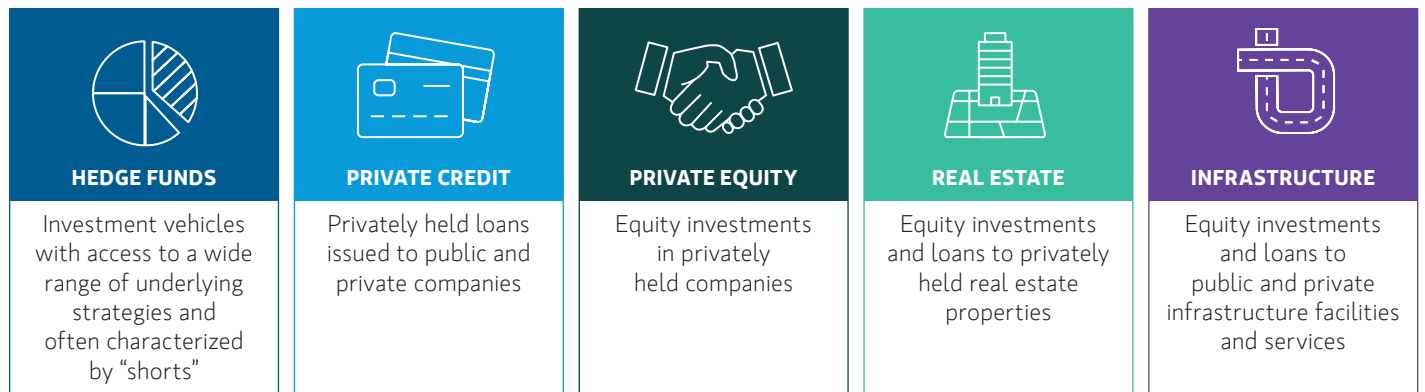 HEDGE FUNDS
Investment vehicles
with access to a wide
range of underlying
strategies and
often characterized
by “shorts”
PRIVATE CREDIT
Privately held loans
issued to public and
private companies
PRIVATE EQUITY
Equity investments
in privately
held companies
REAL ESTATE
Equity investments
and loans to privately
held real estate
properties
INFRASTRUCTURE
Equity investments
and loans to
public and private
infrastructure facilities
and services